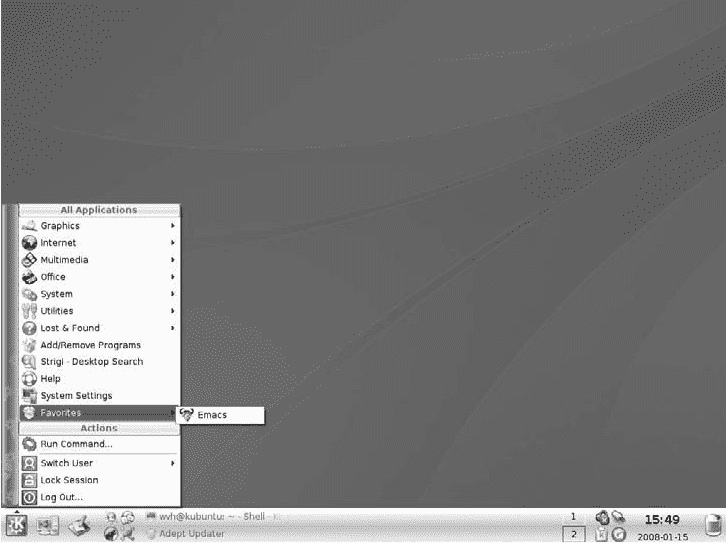 All Applications
Graphics
Internet
Multimedia
Office
System
Utilities
Lost & Found
Add/Remove Programs
Strigi - Desktop Search
Help
System Settings
Favorites
Emacs
Actions
Run Command...
Switch User
Lock Session
Log Out...
wvh@kubuntu: ~ - Shell - K
Adept Updater
1
2
15:49
2008-01-15